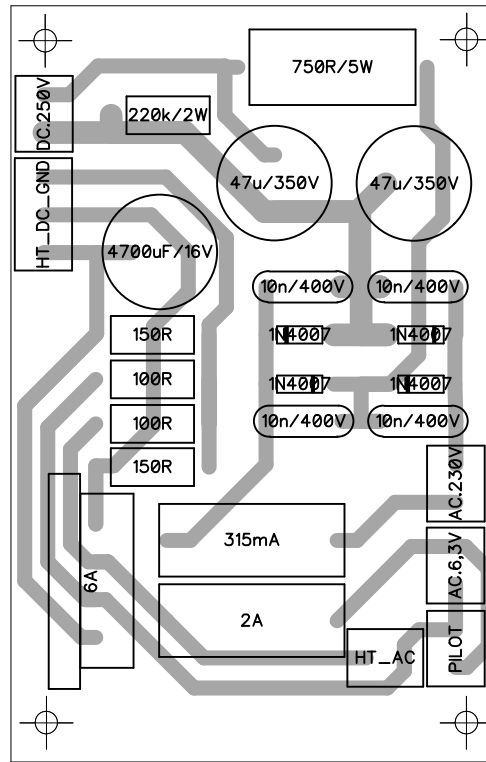 750R/5W
DC.250V
220k/2W
47u/350V
47u/350V
HT_DC_GND
4700uF/16V
10n/400V
10n/400V
150R
1N4007
1N4007
100R
1N4007
1N4007
100R
10n/400V
10n/400V
150R
AC.230V
6A
315mA
AC.6,3V
2A
HT_AC
PILOT